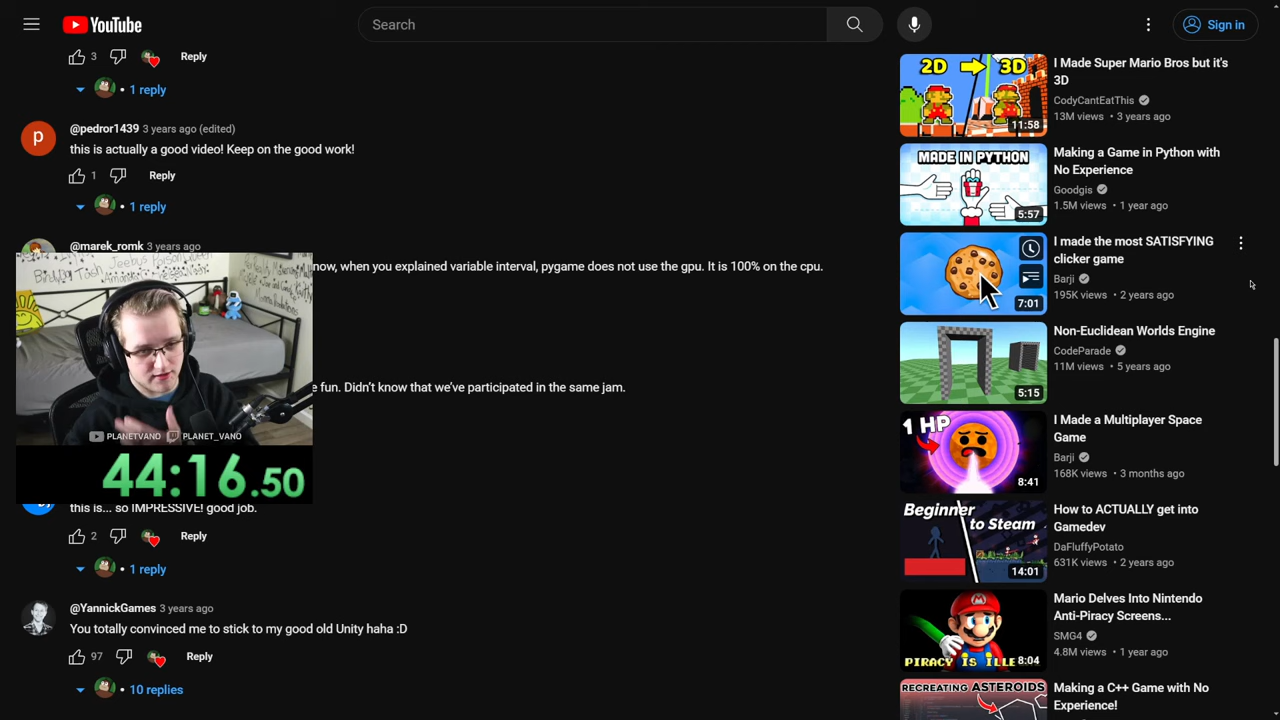 YouTube
Search
Sign in
3
Reply
• 1 reply
p
@pedror1439 3 years ago (edited)
this is actually a good video! Keep on the good work!
1
Reply
• 1 reply
@marek_romk 3 years ago
now, when you explained variable interval, pygame does not use the gpu. It is 100% on the cpu.
e fun. Didn't know that we've participated in the same jam.
PLANETVANO PLANET_VANO
44:16.50
this is... so IMPRESSIVE! good job.
2
Reply
• 1 reply
@YannickGames 3 years ago
You totally convinced me to stick to my good old Unity haha :D
97
Reply
• 10 replies
2D 3D
11:58
I Made Super Mario Bros but it's
3D
CodyCantEatThis
13M views • 3 years ago
MADE IN PYTHON
5:57
Making a Game in Python with
No Experience
Goodgis
1.5M views • 1 year ago
7:01
I made the most SATISFYING
clicker game
Barji
195K views • 2 years ago
5:15
Non-Euclidean Worlds Engine
CodeParade
11M views • 5 years ago
1 HP
8:41
I Made a Multiplayer Space
Game
Barji
168K views • 3 months ago
Beginner
to Steam
14:01
How to ACTUALLY get into
Gamedev
DaFluffyPotato
631K views • 2 years ago
PIRACY IS ILLE
8:04
Mario Delves Into Nintendo
Anti-Piracy Screens...
SMG4
4.8M views • 1 year ago
RECREATING ASTEROIDS
Making a C++ Game with No
Experience!